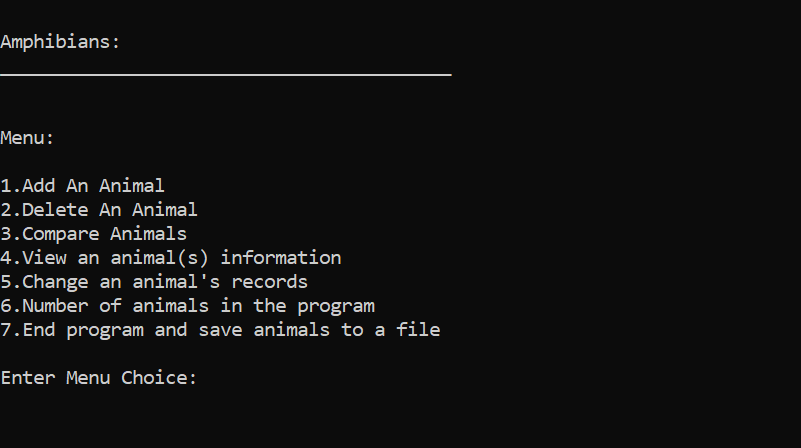 Amphibians:
Menu:
1.Add An Animal
2.Delete An Animal
3.Compare Animals
4.View an animal(s) information
5.Change an animal's records
6.Number of animals in the program
7.End program and save animals to a file
Enter Menu Choice: